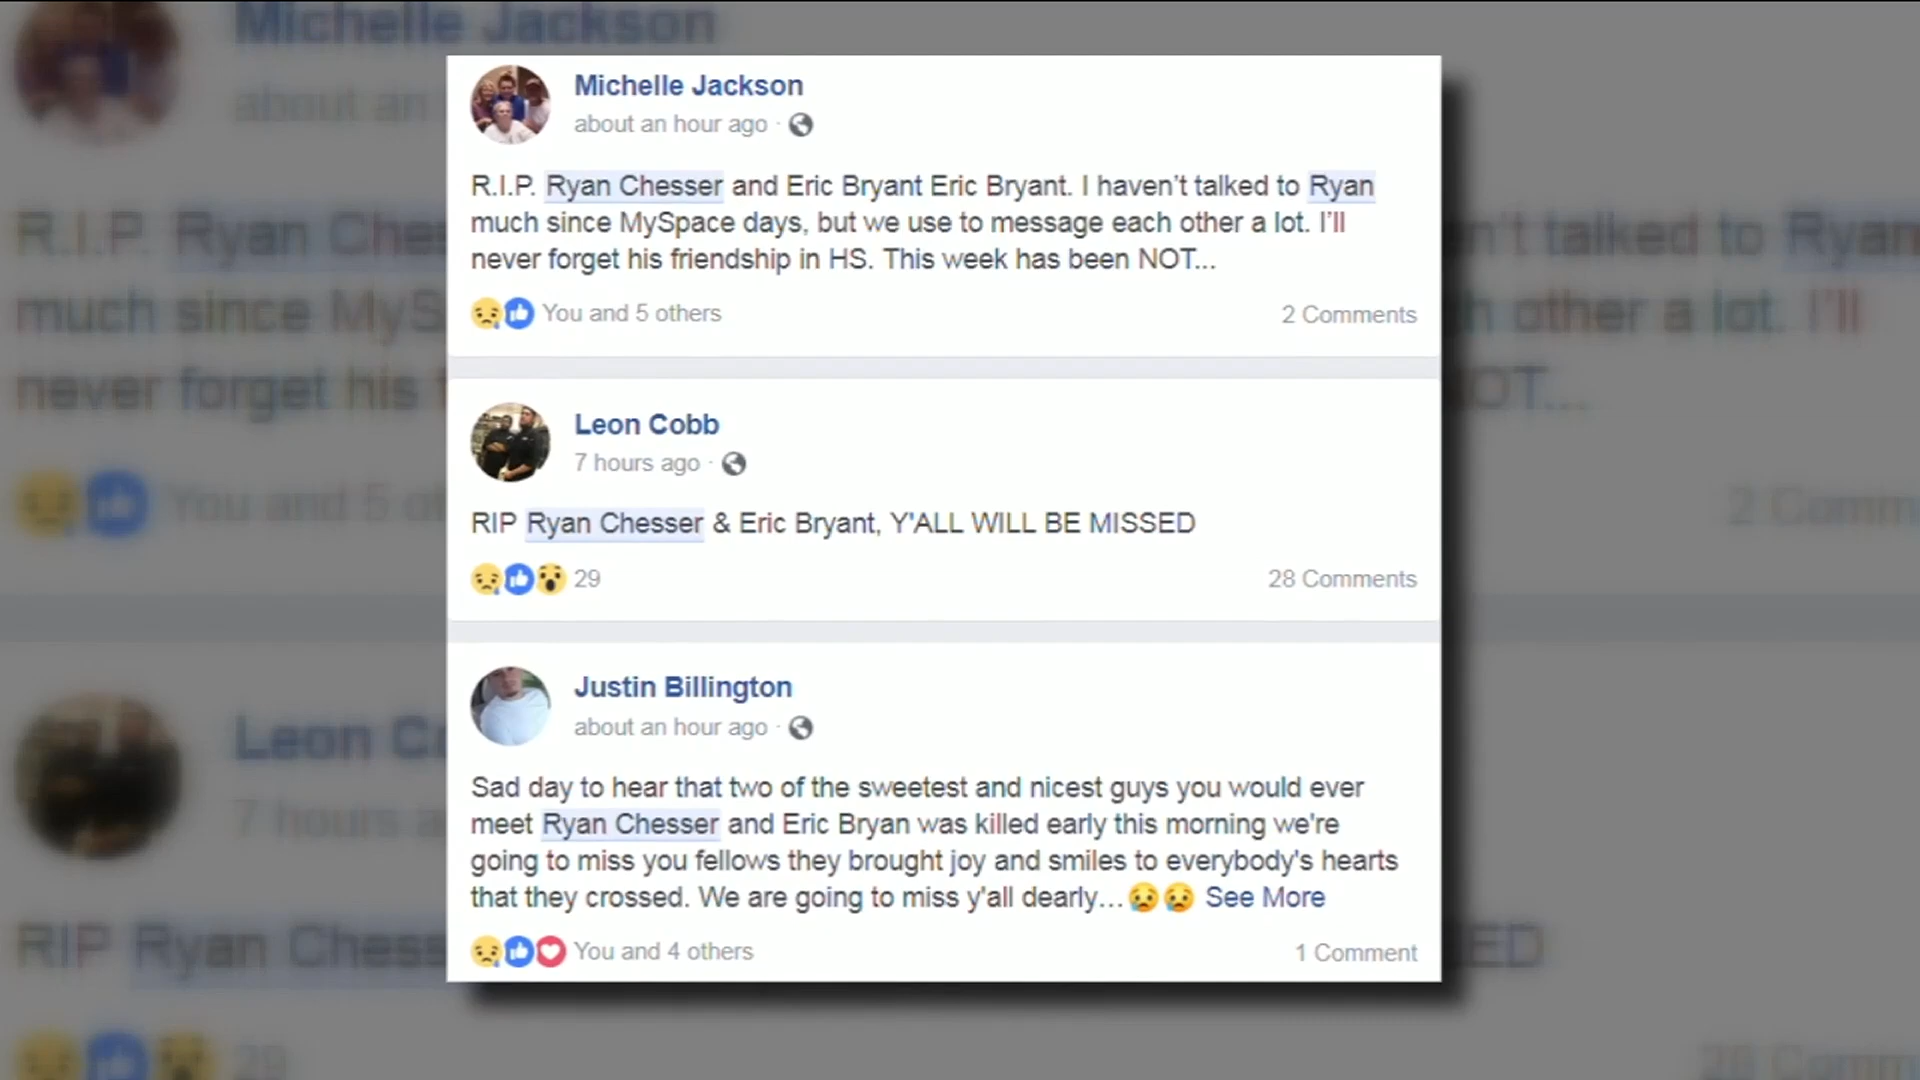 Michelle Jackson
about an hour ago ·
R.I.P. Ryan Chesser and Eric Bryant Eric Bryant. I haven't talked to Ryan
much since MySpace days, but we use to message each other a lot. I'll
never forget his friendship in HS. This week has been NOT...
You and 5 others
2 Comments
Leon Cobb
7 hours ago ·
RIP Ryan Chesser & Eric Bryant, Y'ALL WILL BE MISSED
29
28 Comments
Justin Billington
about an hour ago ·
Sad day to hear that two of the sweetest and nicest guys you would ever
meet Ryan Chesser and Eric Bryan was killed early this morning we're
going to miss you fellows they brought joy and smiles to everybody's hearts
that they crossed. We are going to miss y'all dearly...😢😢 See More
You and 4 others
1 Comment